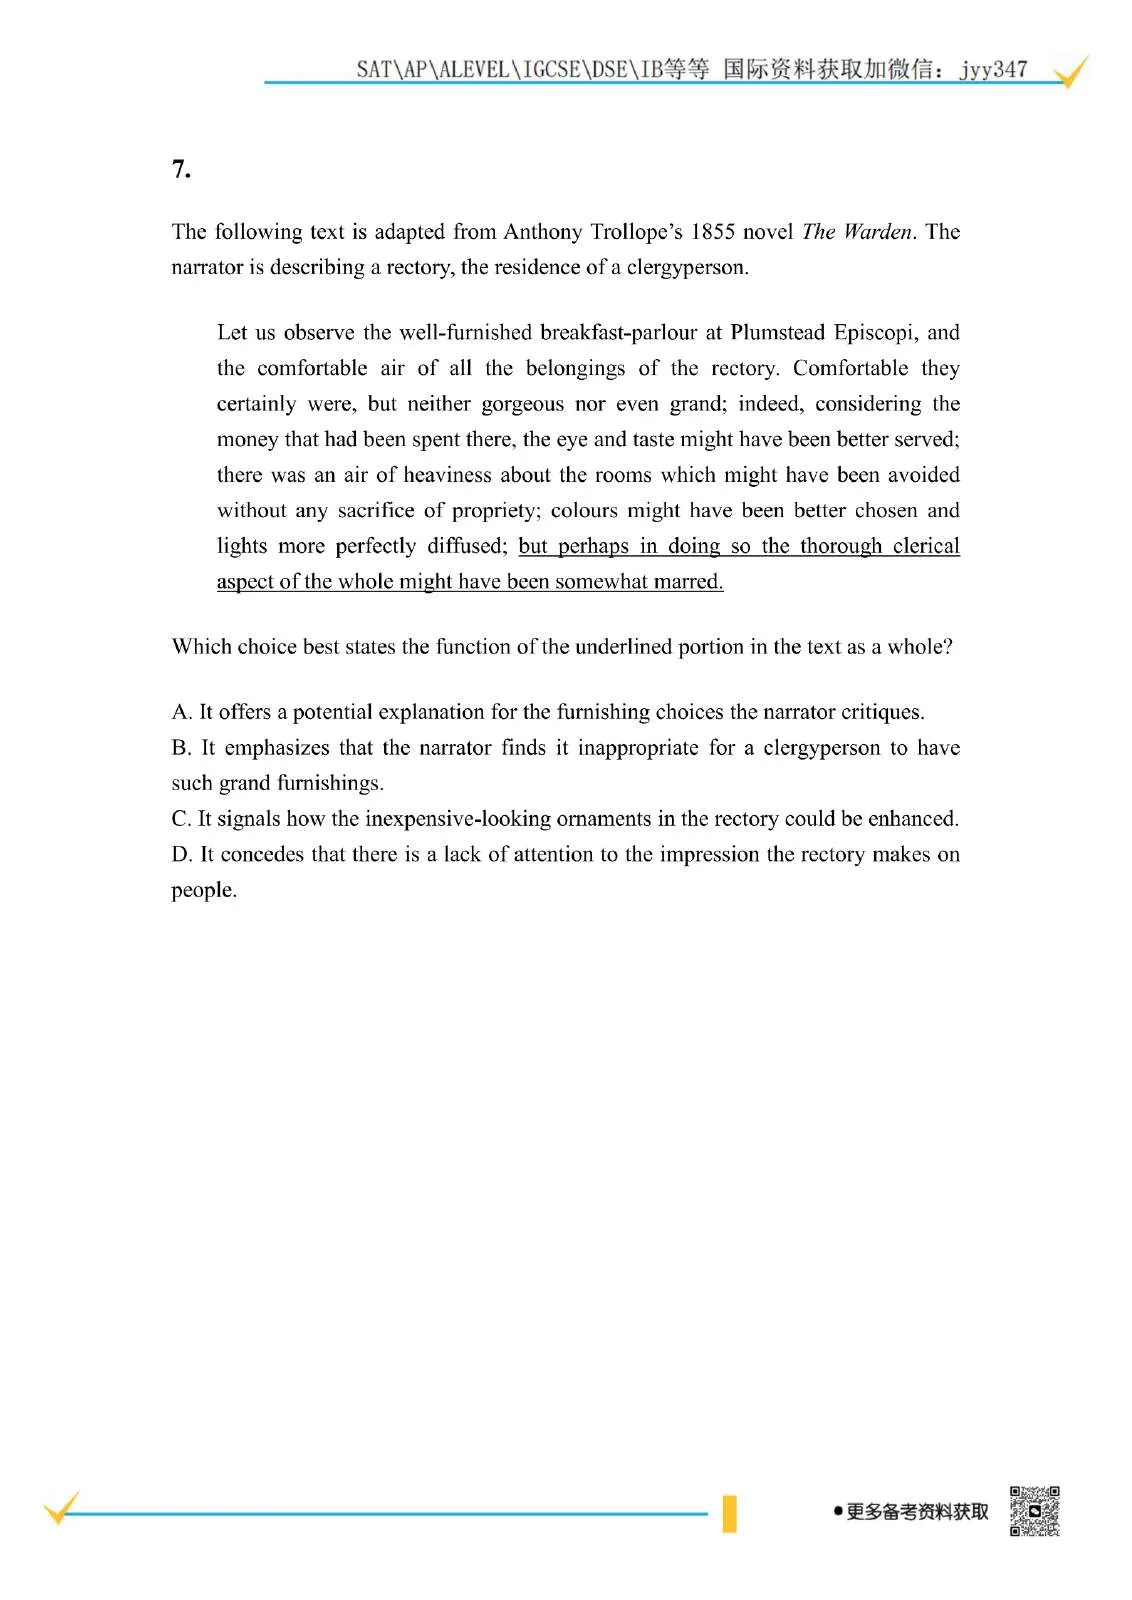 SAT\AP\ALEVEL\IGCSE\DSE\IB等等 国际资料获取加微信：jyy347
7.
The following text is adapted from Anthony Trollope’s 1855 novel The Warden. The
narrator is describing a rectory, the residence of a clergyperson.
Let us observe the well-furnished breakfast-parlour at Plumstead Episcopi, and
the comfortable air of all the belongings of the rectory. Comfortable they
certainly were, but neither gorgeous nor even grand; indeed, considering the
money that had been spent there, the eye and taste might have been better served;
there was an air of heaviness about the rooms which might have been avoided
without any sacrifice of propriety; colours might have been better chosen and
lights more perfectly diffused; but perhaps in doing so the thorough clerical
aspect of the whole might have been somewhat marred.
Which choice best states the function of the underlined portion in the text as a whole?
A. It offers a potential explanation for the furnishing choices the narrator critiques.
B. It emphasizes that the narrator finds it inappropriate for a clergyperson to have
such grand furnishings.
C. It signals how the inexpensive-looking ornaments in the rectory could be enhanced.
D. It concedes that there is a lack of attention to the impression the rectory makes on
people.
•更多备考资料获取